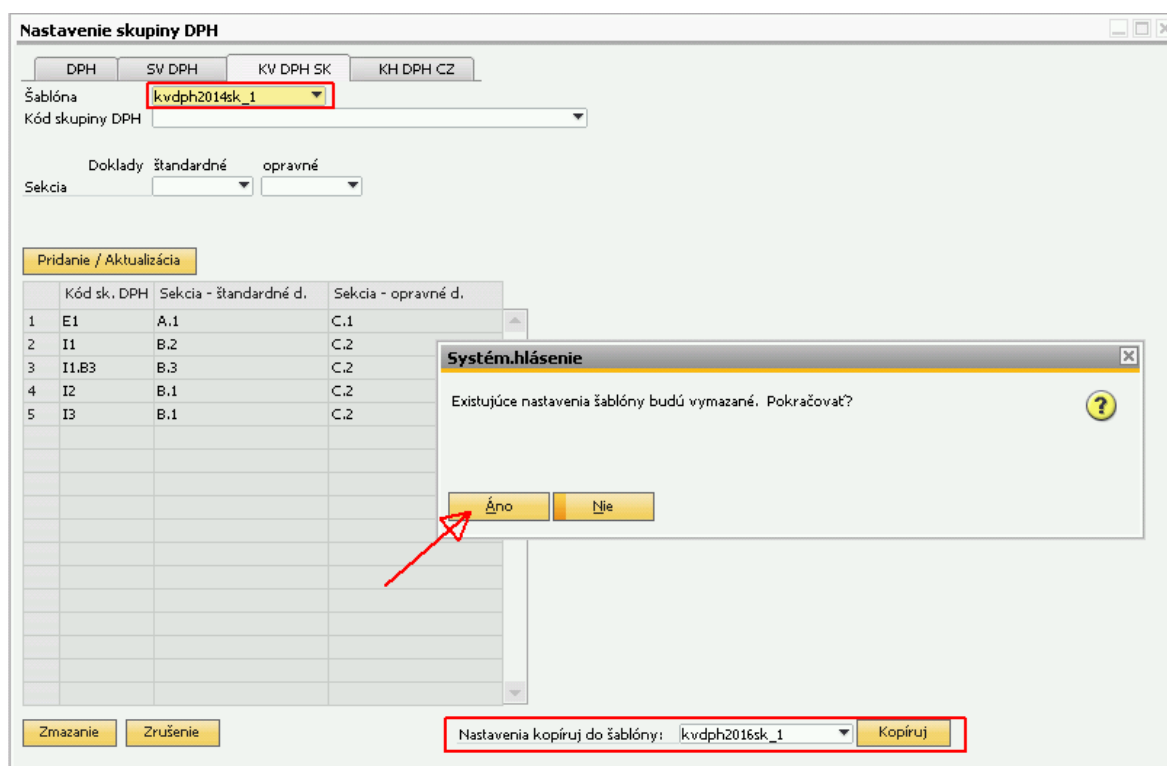 Nastavenie skupiny DPH
DPH SV DPH KV DPH SK KH DPH CZ
Šablóna kvdph2014sk_1
Kód skupiny DPH
Doklady štandardné opravné
Sekcia
Pridanie / Aktualizácia
Kód sk. DPH Sekcia - štandardné d. Sekcia - opravné d.
1 E1 A.1 C.1
2 I1 B.2 C.2
3 I1.B3 B.3 C.2
4 I2 B.1 C.2
5 I3 B.1 C.2
Systém.hlásenie
Existujúce nastavenia šablóny budú vymazané. Pokračovať?
?
Áno Nie
Zmazanie Zrušenie Nastavenia kopíruj do šablóny: kvdph2016sk_1 Kopíruj